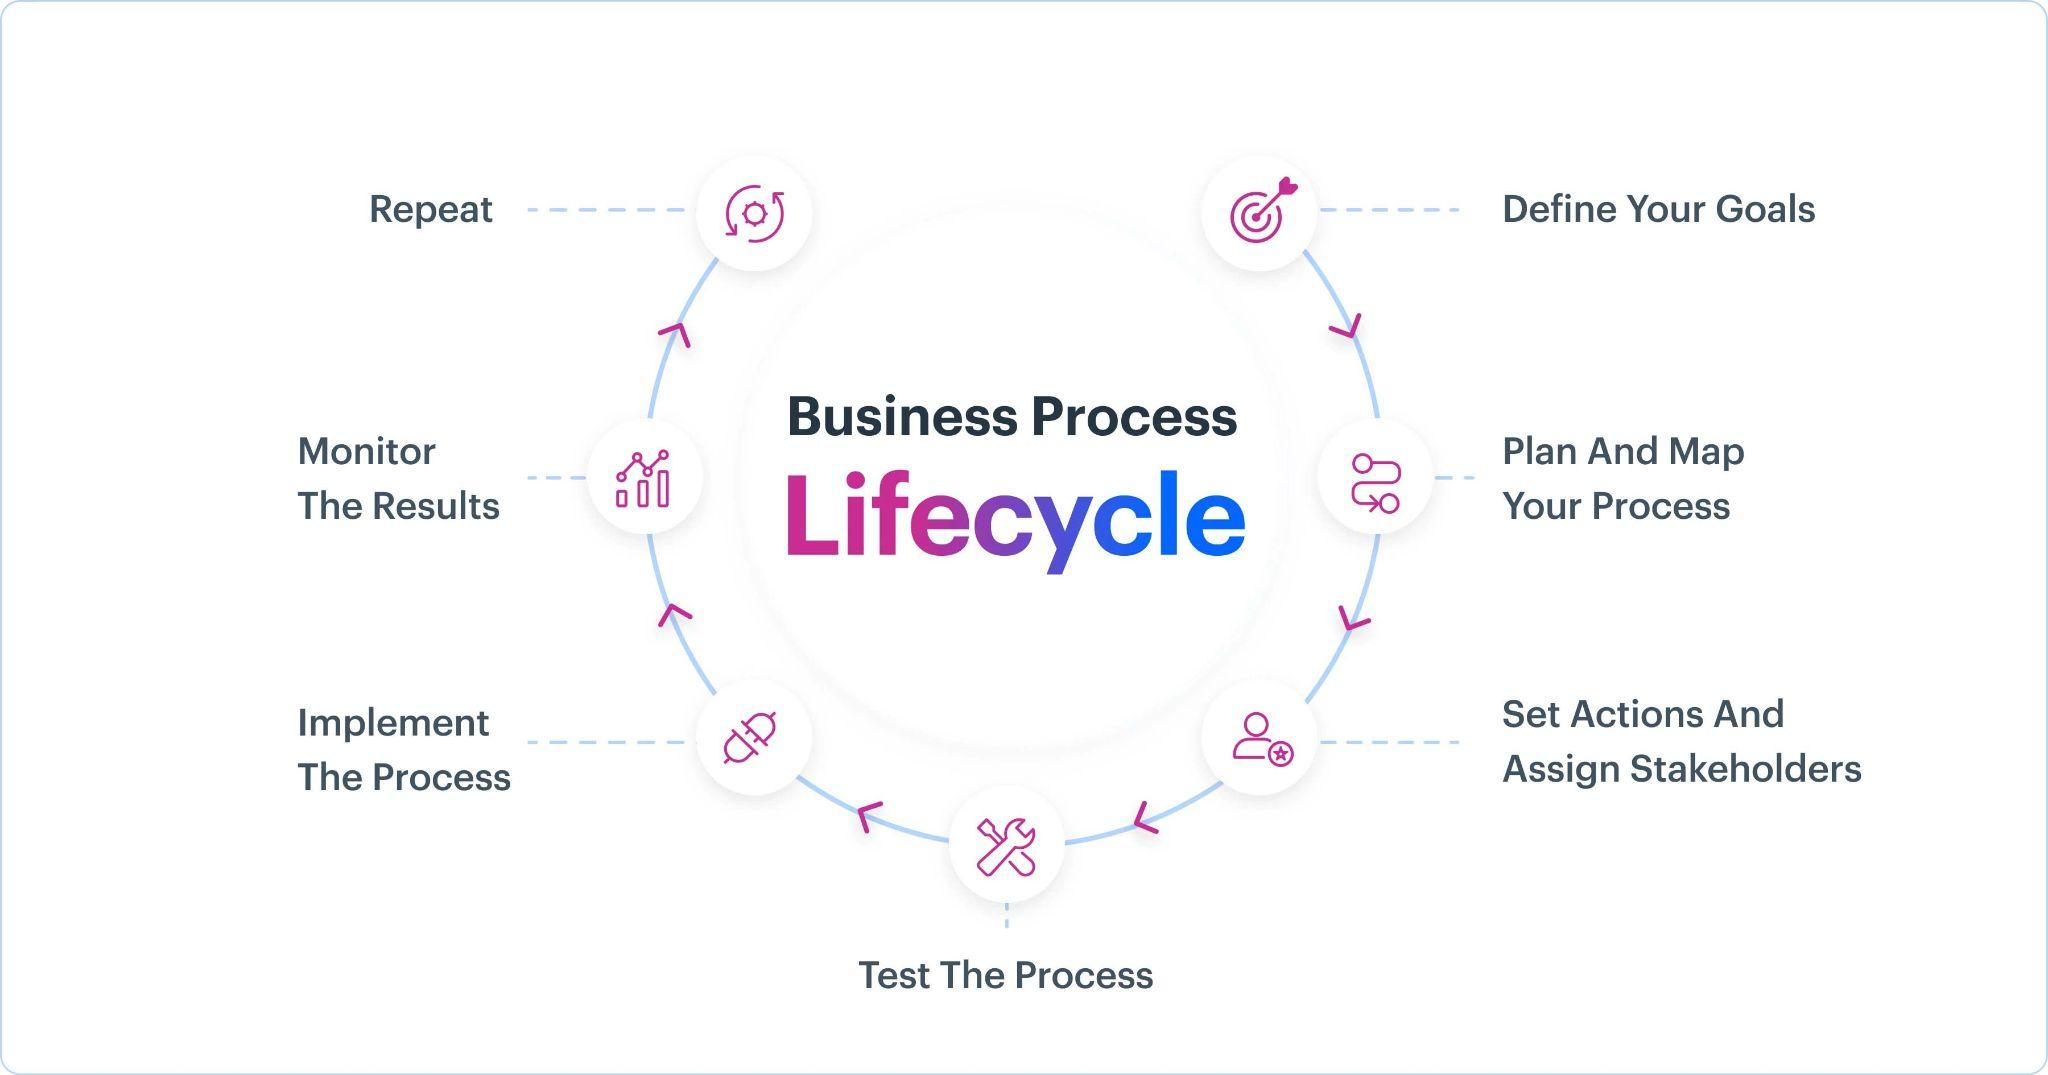 Business Process
Lifecycle
Define Your Goals
Plan And Map
Your Process
Set Actions And
Assign Stakeholders
Test The Process
Implement
The Process
Monitor
The Results
Repeat